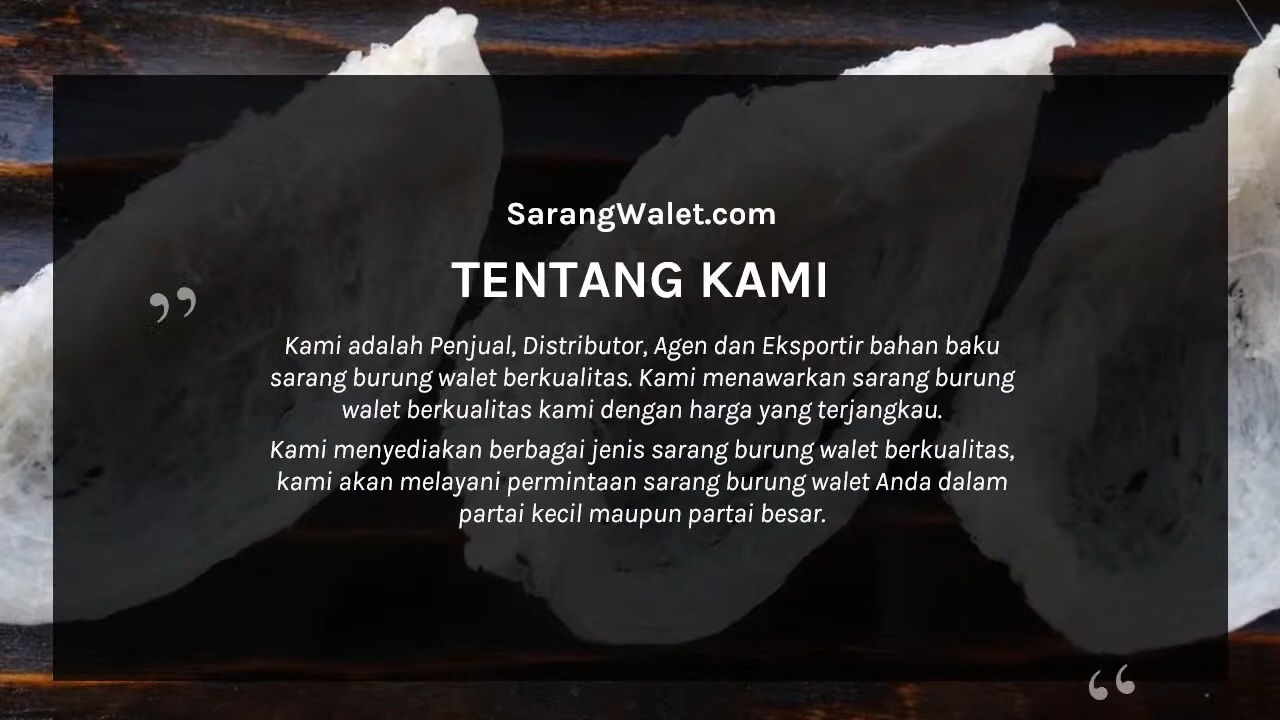 SarangWalet.com
TENTANG KAMI
”
Kami adalah Penjual, Distributor, Agen dan Eksportir bahan baku
sarang burung walet berkualitas. Kami menawarkan sarang burung
walet berkualitas kami dengan harga yang terjangkau.
Kami menyediakan berbagai jenis sarang burung walet berkualitas,
kami akan melayani permintaan sarang burung walet Anda dalam
partai kecil maupun partai besar.
“